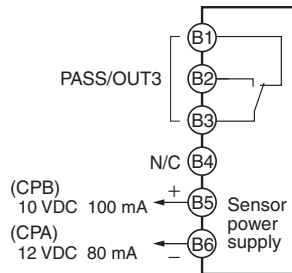 B1
PASS/OUT3
B2
B3
N/C
B4
(CPB)
10 VDC 100 mA
+
B5
Sensor
power
supply
(CPA)
12 VDC 80 mA
−
B6